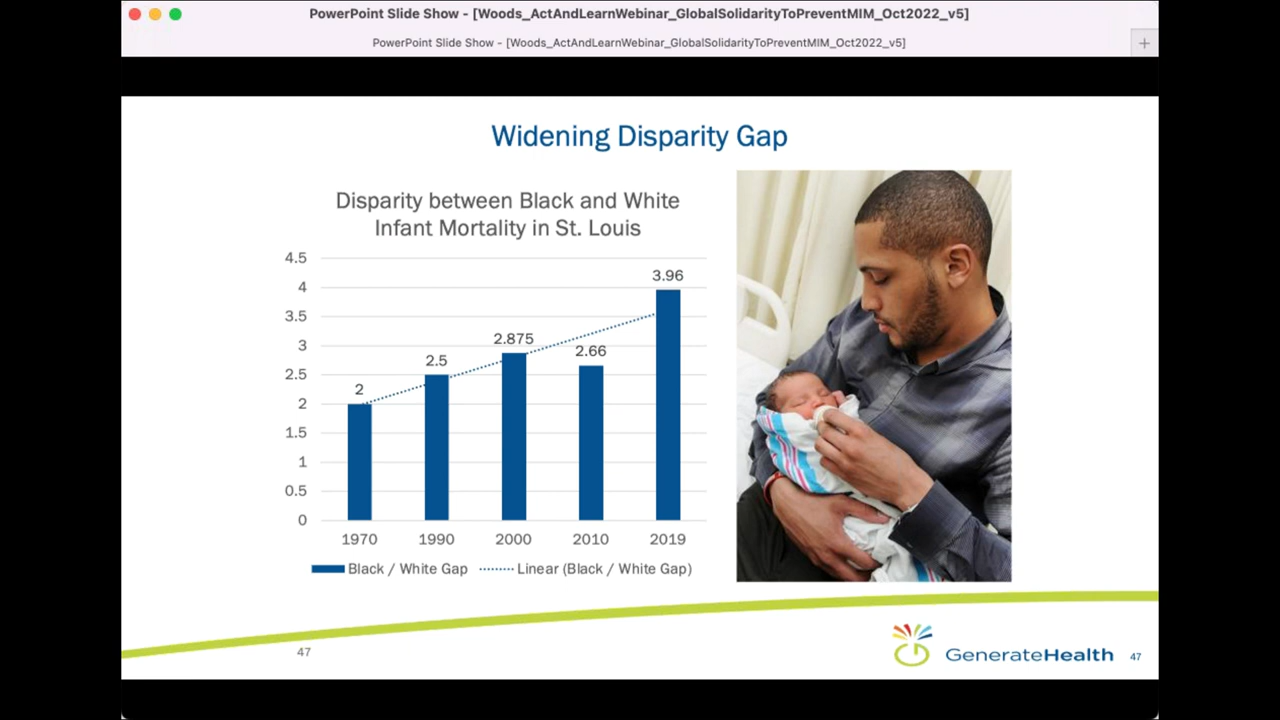 PowerPoint Slide Show - [Woods_ActAndLearnWebinar_GlobalSolidarityToPreventMIM_Oct2022_v5]
PowerPoint Slide Show - [Woods_ActAndLearnWebinar_GlobalSolidarityToPreventMIM_Oct2022_v5]
Widening Disparity Gap
Disparity between Black and White
Infant Mortality in St. Louis
4.5
4
3.5
3
2.5
2
1.5
1
0.5
0
2
2.5
2.875
2.66
3.96
1970 1990 2000 2010 2019
Black / White Gap Linear (Black / White Gap)
47
GenerateHealth 47